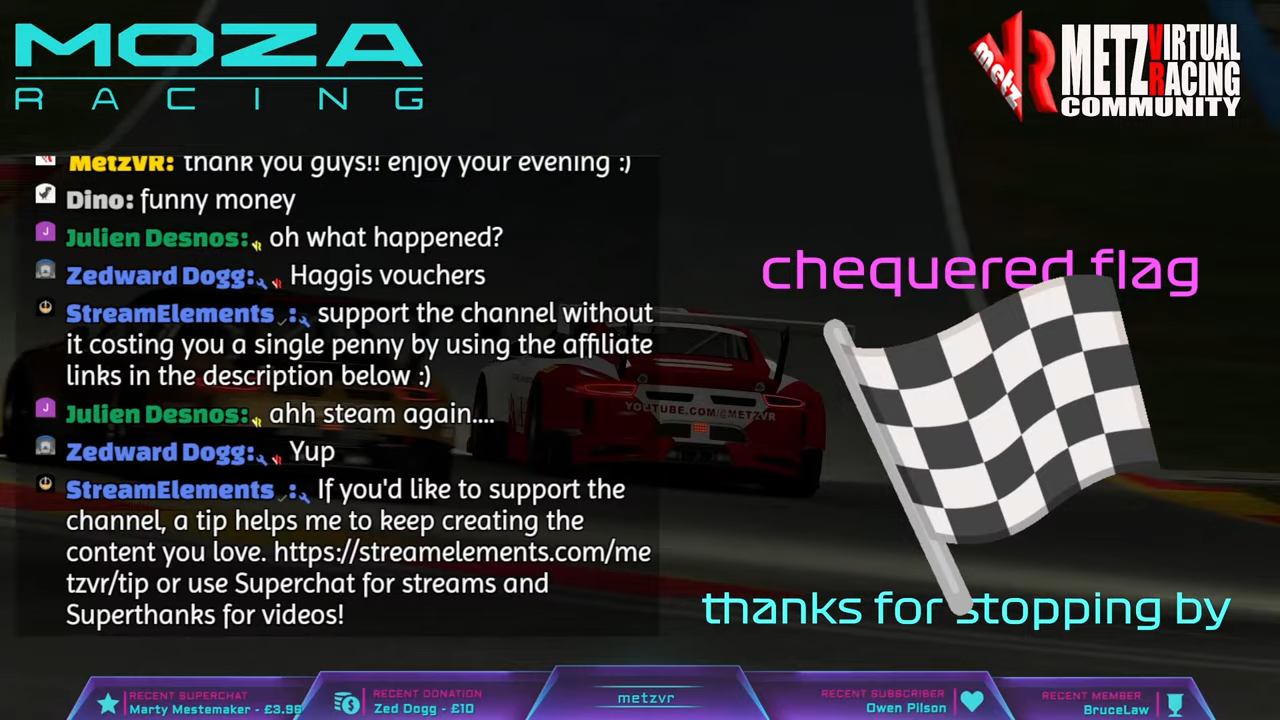 MOZA
RACING
metz VR
METZ VIRTUAL
RACING
COMMUNITY
MetzVR: thank you guys!! enjoy your evening :)
Dino: funny money
J Julien Desnos: oh what happened?
Zedward Dogg: Haggis vouchers
StreamElements : support the channel without
it costing you a single penny by using the affiliate
links in the description below :)
J Julien Desnos: ahh steam again....
Zedward Dogg: Yup
StreamElements : If you'd like to support the
channel, a tip helps me to keep creating the
content you love. https://streamelements.com/me
tzvr/tip or use Superchat for streams and
Superthanks for videos!
YOUTUBE.COM/@METZVR
chequered flag
thanks for stopping by
RECENT SUPERCHAT
Marty Mestemaker - £3.96
RECENT DONATION
Zed Dogg - £10
metzvr
RECENT SUBSCRIBER
Owen Pilson
RECENT MEMBER
BruceLaw